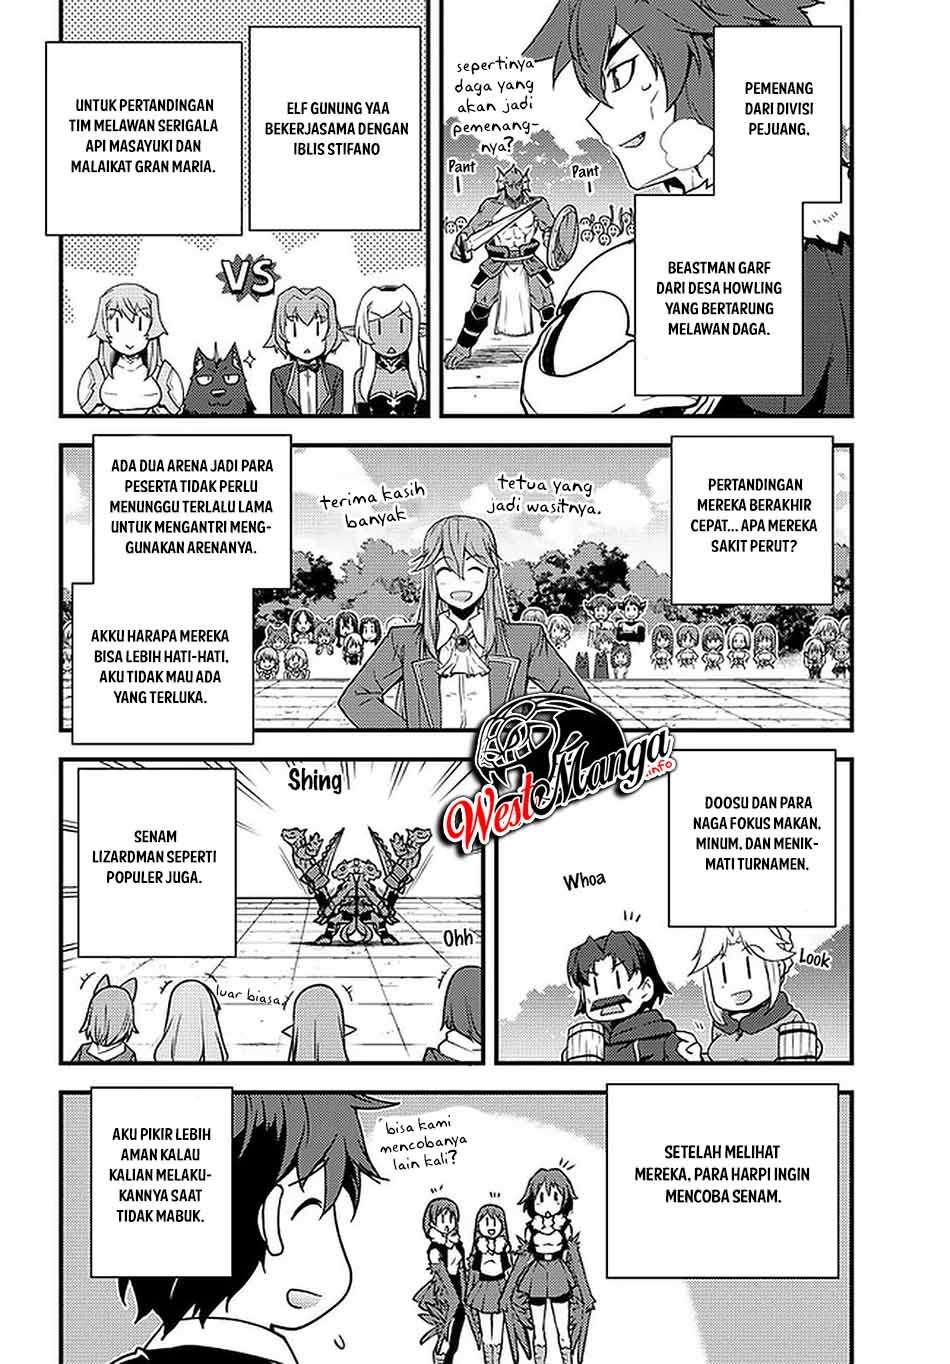 PEMENANG
DARI DIVISI
PEJUANG,
sepertinya
daga yang
akan jadi
pemenang-
nya?
Pant
Pant
BEASTMAN GARF
DARI DESA HOWLING
YANG BERTARUNG
MELAWAN DAGA.
ELF GUNUNG YAA
BEKERJASAMA DENGAN
IBLIS STIFANO
UNTUK PERTANDINGAN
TIM MELAWAN SERIGALA
API MASAYUKI DAN
MALAIKAT GRAN MARIA.
VS
PERTANDINGAN
MEREKA BERAKHIR
CEPAT... APA MEREKA
SAKIT PERUT?
tetua yang
jadi wasitnya.
terima kasih
banyak
ADA DUA ARENA JADI PARA
PESERTA TIDAK PERLU
MENUNGGU TERLALU LAMA
UNTUK MENGANTRI MENG-
GUNAKAN ARENANYA.
AKKU HARAPA MEREKA
BISA LEBIH HATI-HATI,
AKU TIDAK MAU ADA
YANG TERLUKA.
WestManga
.info
DOOSU DAN PARA
NAGA FOKUS MAKAN,
MINUM, DAN MENIK-
MATI TURNAMEN,
Whoa
Look
Shing
SENAM
LIZARDMAN SEPERTI
POPULER JUGA.
Ohh
luar biasa.
SETELAH MELIHAT
MEREKA, PARA HARPI INGIN
MENCOBA SENAM.
bisa kami
mencobanya
lain kali?
AKU PIKIR LEBIH
AMAN KALAU
KALIAN MELAKU-
KANNYA SAAT
TIDAK MABUK.